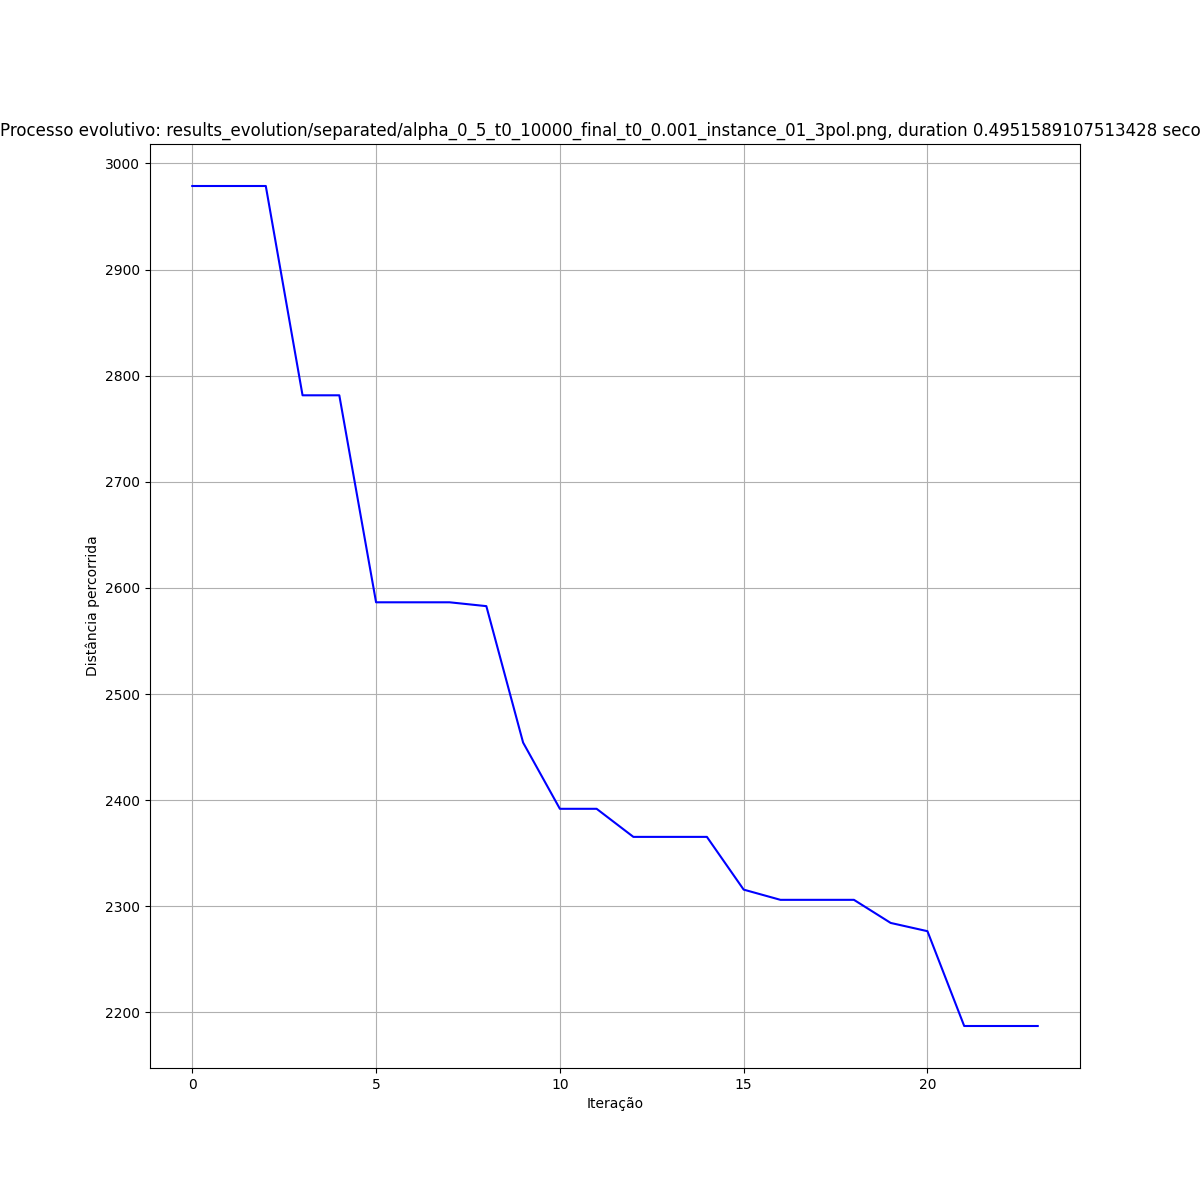 Processo evolutivo: results_evolution/separated/alpha_0_5_t0_10000_final_t0_0.001_instance_01_3pol.png, duration 0.4951589107513428 seco
3000
2900
2800
2700
2600
2500
2400
2300
2200
Distância percorrida
0 5 10 15 20
Iteração